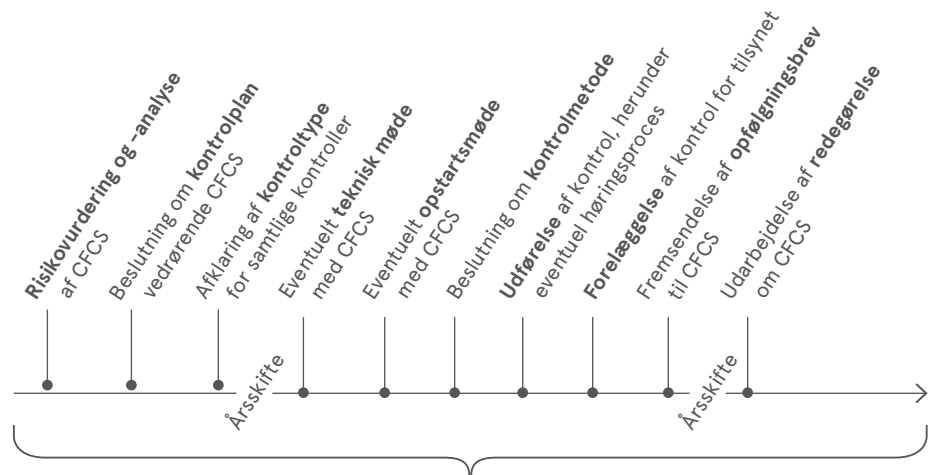 Risikovurdering og -analyse
af CFCS
Beslutning om kontrolplan
vedrørende CFCS
Afklaring af kontroltype
for samtlige kontroller
Årsskifte
Eventuelt teknisk møde
med CFCS
Eventuelt opstartsmøde
med CFCS
Beslutning om kontrolmetode
Udførelse af kontrol, herunder
eventuel høringsproces
Forelæggelse af kontrol for tilsynet
Fremsendelse af opfølgningsbrev
til CFCS
Årsskifte
Udarbejdelse af redegørelse
om CFCS